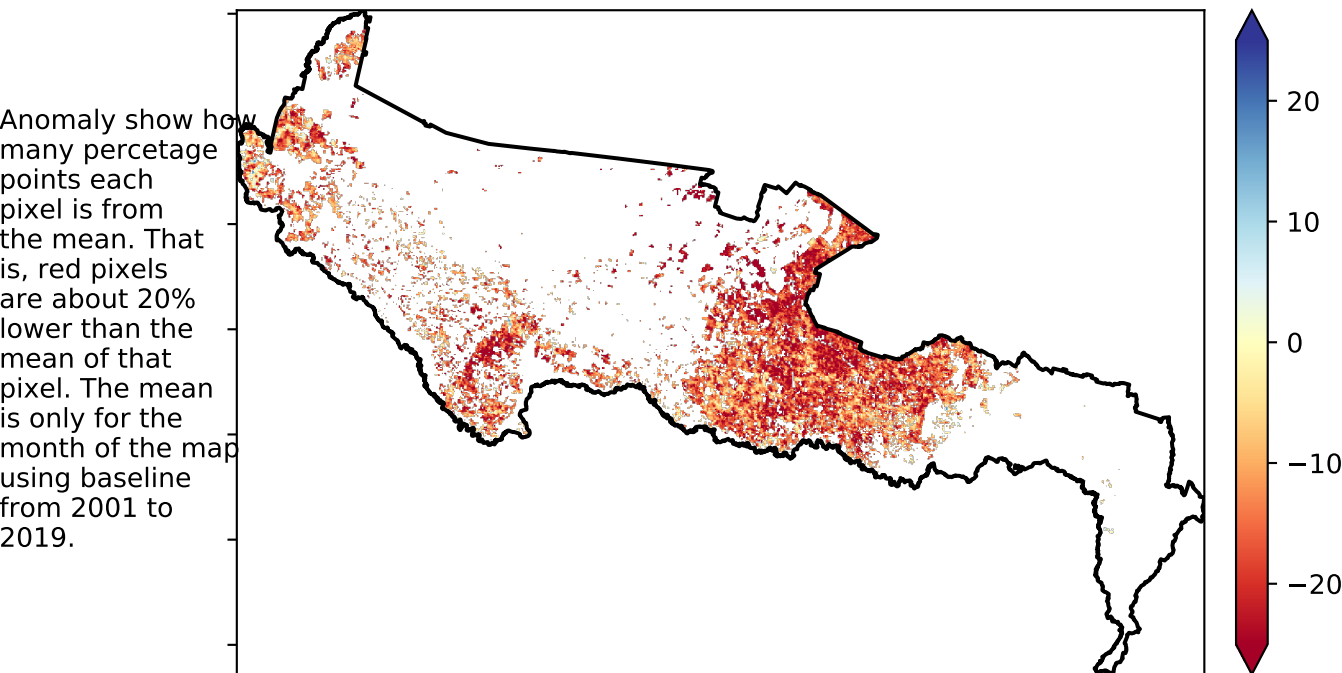 Anomaly show how
many percetage
points each
pixel is from
the mean. That
is, red pixels
are about 20%
lower than the
mean of that
pixel. The mean
is only for the
month of the map
using baseline
from 2001 to
2019.
20
10
0
−10
−20